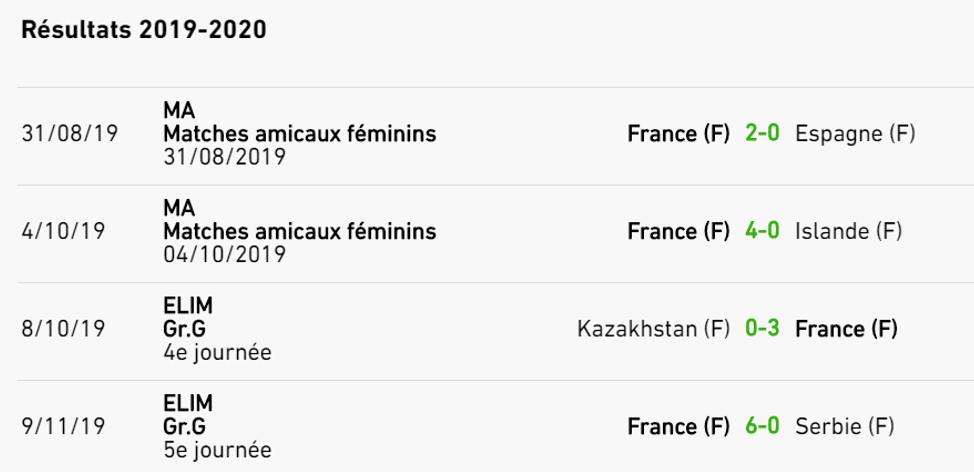 Résultats 2019-2020
MA
31/08/19 Matches amicaux féminins France (F) 2-0 Espagne (F)
31/08/2019
MA
4/10/19 Matches amicaux féminins France (F) 4-0 Islande (F)
04/10/2019
ELIM
8/10/19 Gr.G Kazakhstan (F) 0-3 France (F)
4e journée
ELIM
9/11/19 Gr.G France (F) 6-0 Serbie (F)
5e journée